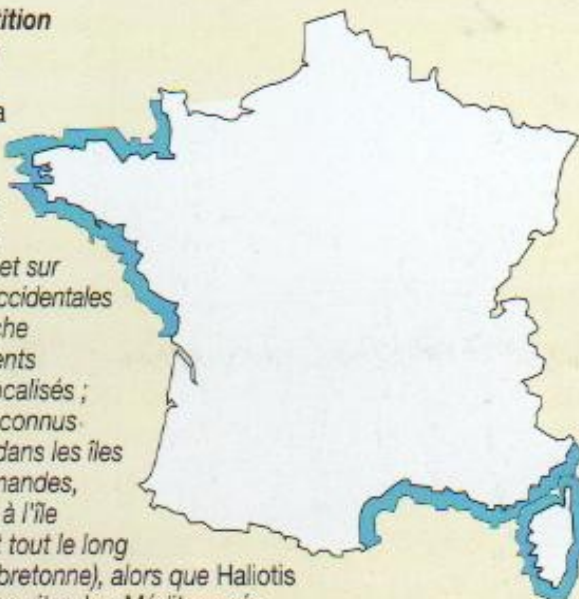 tition
a
et sur
ccidentales
che
ents
calisés ;
connus
dans les îles
nandes,
à l'île
t tout le long
bretonne), alors que Haliotis